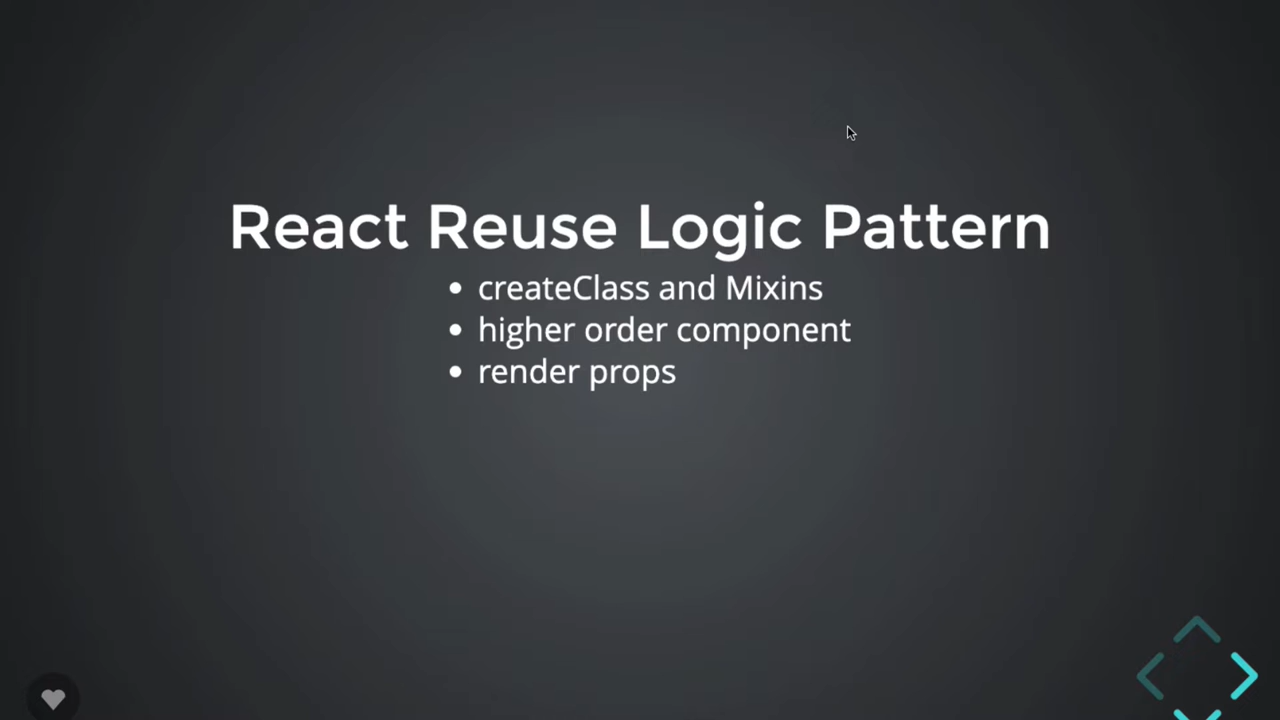 React Reuse Logic Pattern
• createClass and Mixins
• higher order component
• render props